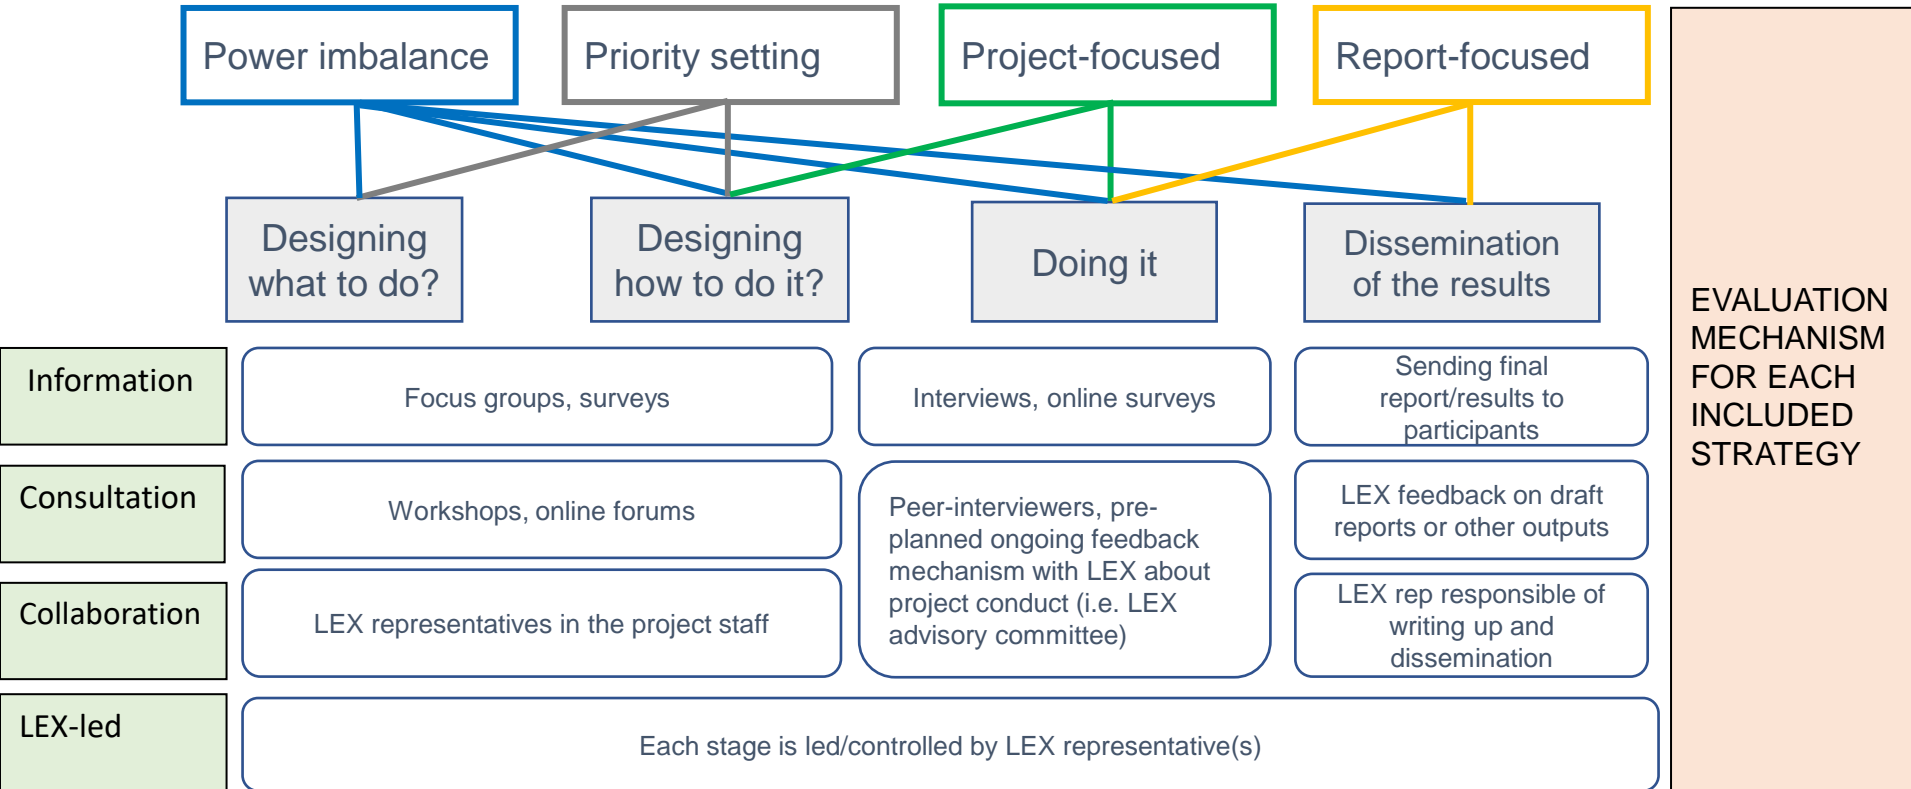 Power imbalance
Priority setting
Project-focused
Report-focused
Designing
what to do?
Designing
how to do it?
Doing it
Dissemination
of the results
Information
Focus groups, surveys
Interviews, online surveys
Sending final
report/results to
participants
Consultation
Workshops, online forums
Peer-interviewers, pre-
planned ongoing feedback
mechanism with LEX about
project conduct (i.e. LEX
advisory committee)
LEX feedback on draft
reports or other outputs
Collaboration
LEX representatives in the project staff
LEX rep responsible of
writing up and
dissemination
LEX-led
Each stage is led/controlled by LEX representative(s)
EVALUATION
MECHANISM
FOR EACH
INCLUDED
STRATEGY